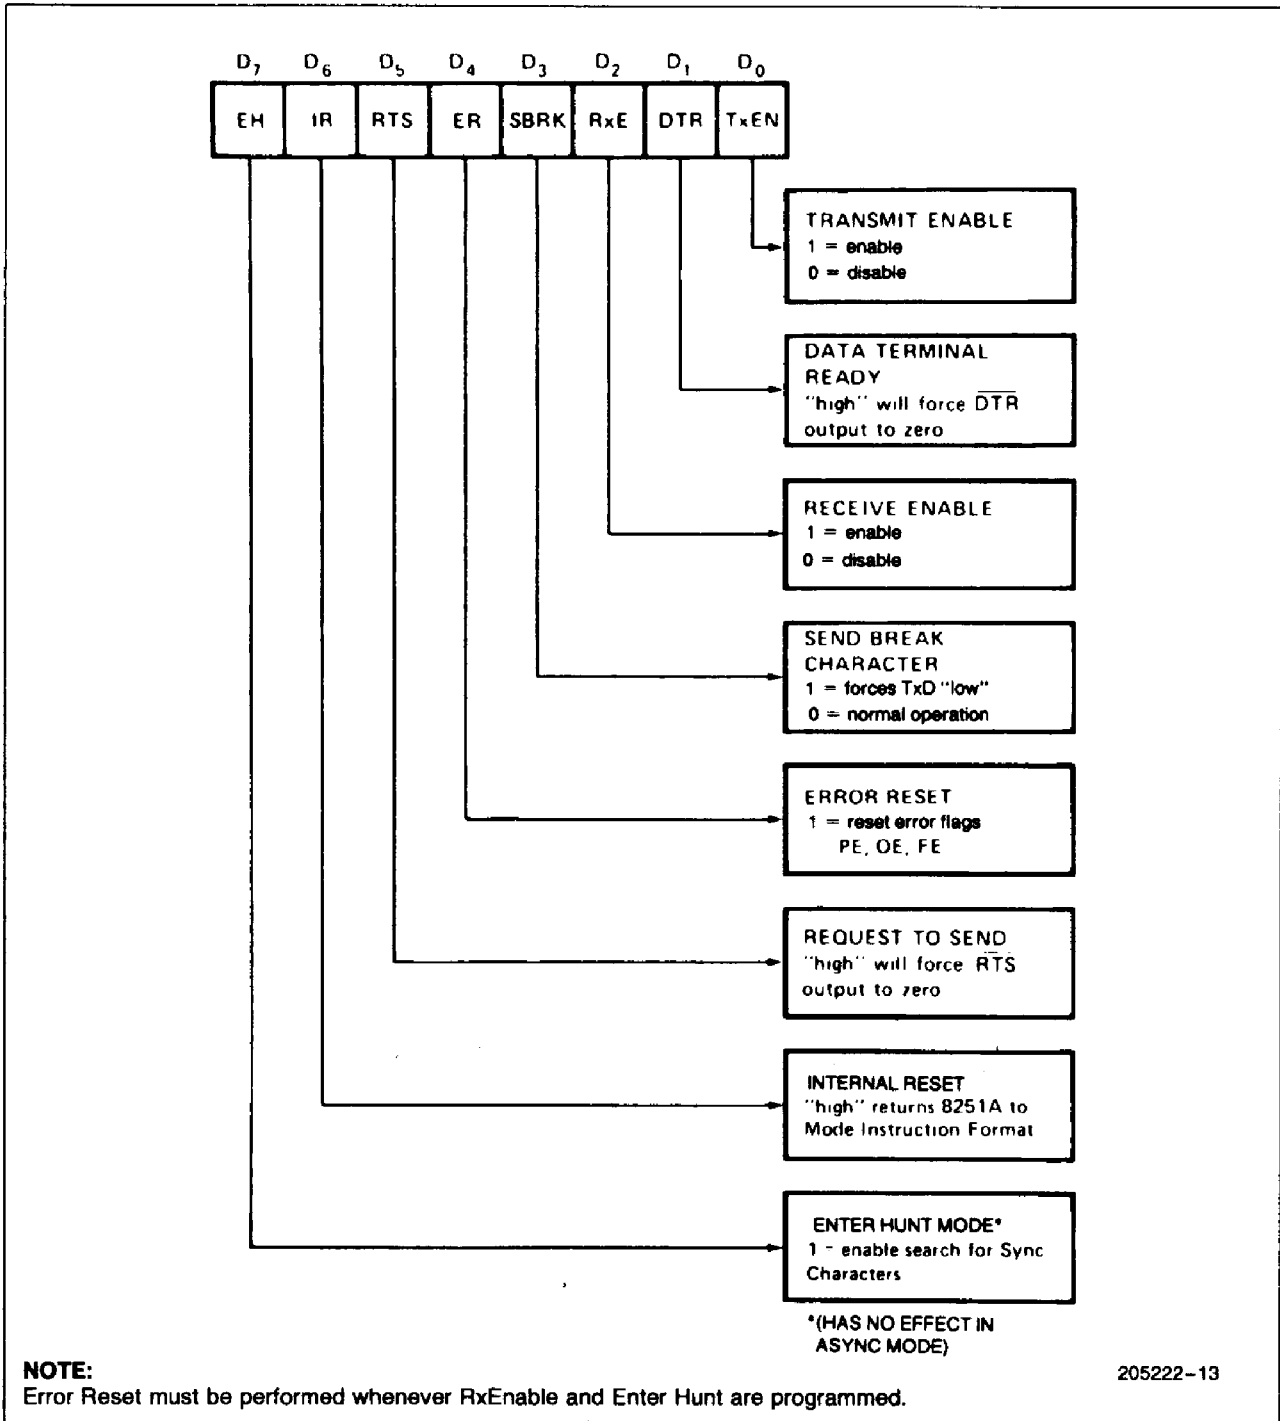 D7 D6 D5 D4 D3 D2 D1 D0
EH IR RTS ER SBRK RxE DTR TxEN
TRANSMIT ENABLE
1 = enable
0 = disable
DATA TERMINAL
READY
"high" will force D̅T̅R̅
output to zero
RECEIVE ENABLE
1 = enable
0 = disable
SEND BREAK
CHARACTER
1 = forces TxD "low"
0 = normal operation
ERROR RESET
1 = reset error flags
PE, OE, FE
REQUEST TO SEND
"high" will force R̅T̅S̅
output to zero
INTERNAL RESET
"high" returns 8251A to
Mode Instruction Format
ENTER HUNT MODE*
1 = enable search for Sync
Characters
*(HAS NO EFFECT IN
ASYNC MODE)
NOTE:
205222-13
Error Reset must be performed whenever RxEnable and Enter Hunt are programmed.